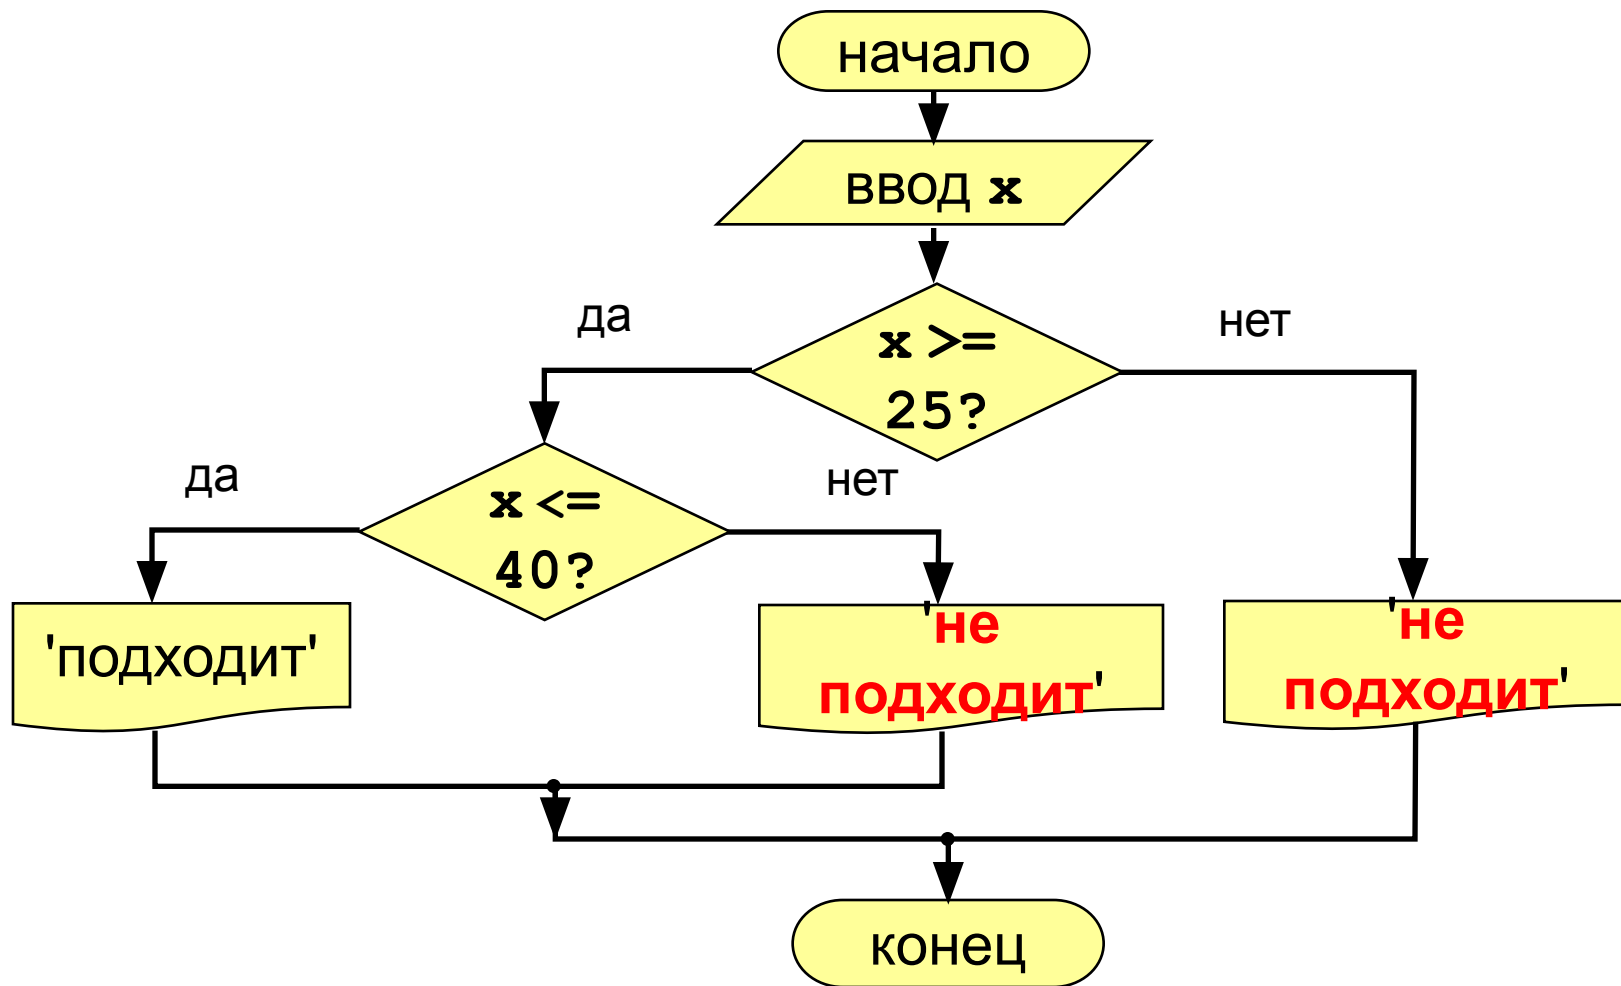 начало
ввод x
да
нет
x >=
25?
да
нет
x <=
40?
'подходит'
'не
подходит'
'не
подходит'
конец